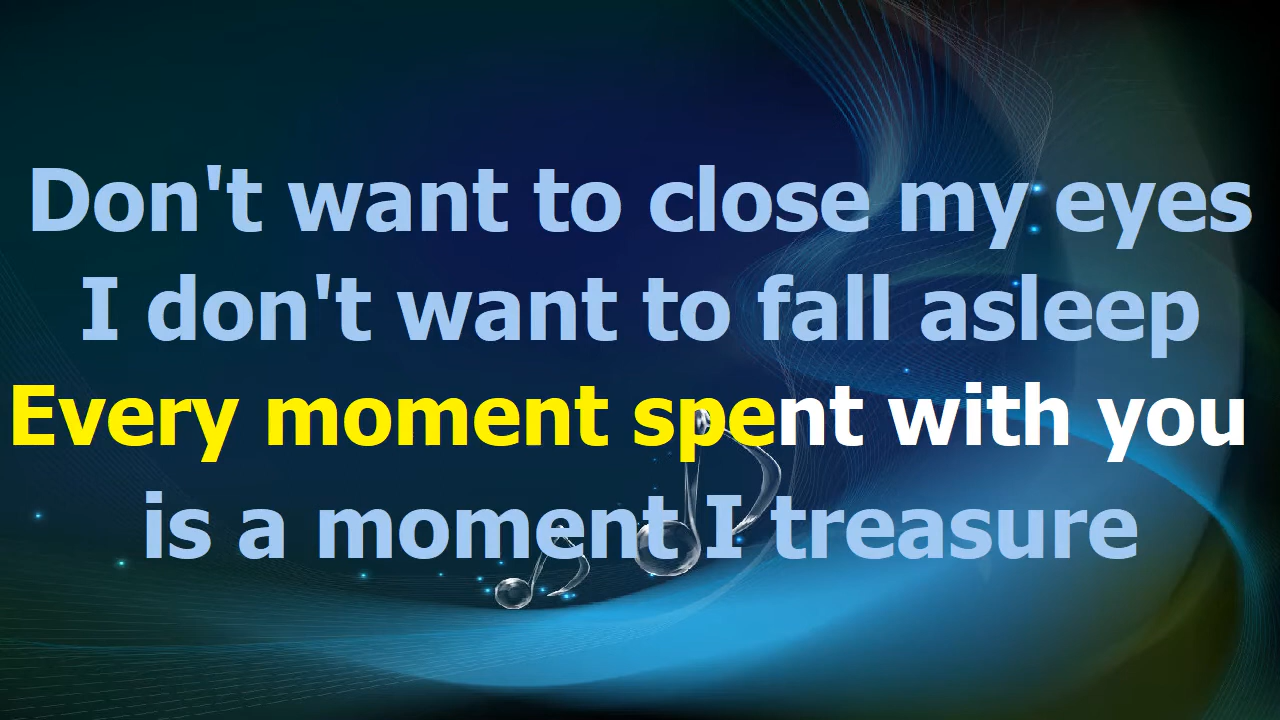 Don't want to close my eyes
I don't want to fall asleep
Every moment spent with you
is a moment I treasure